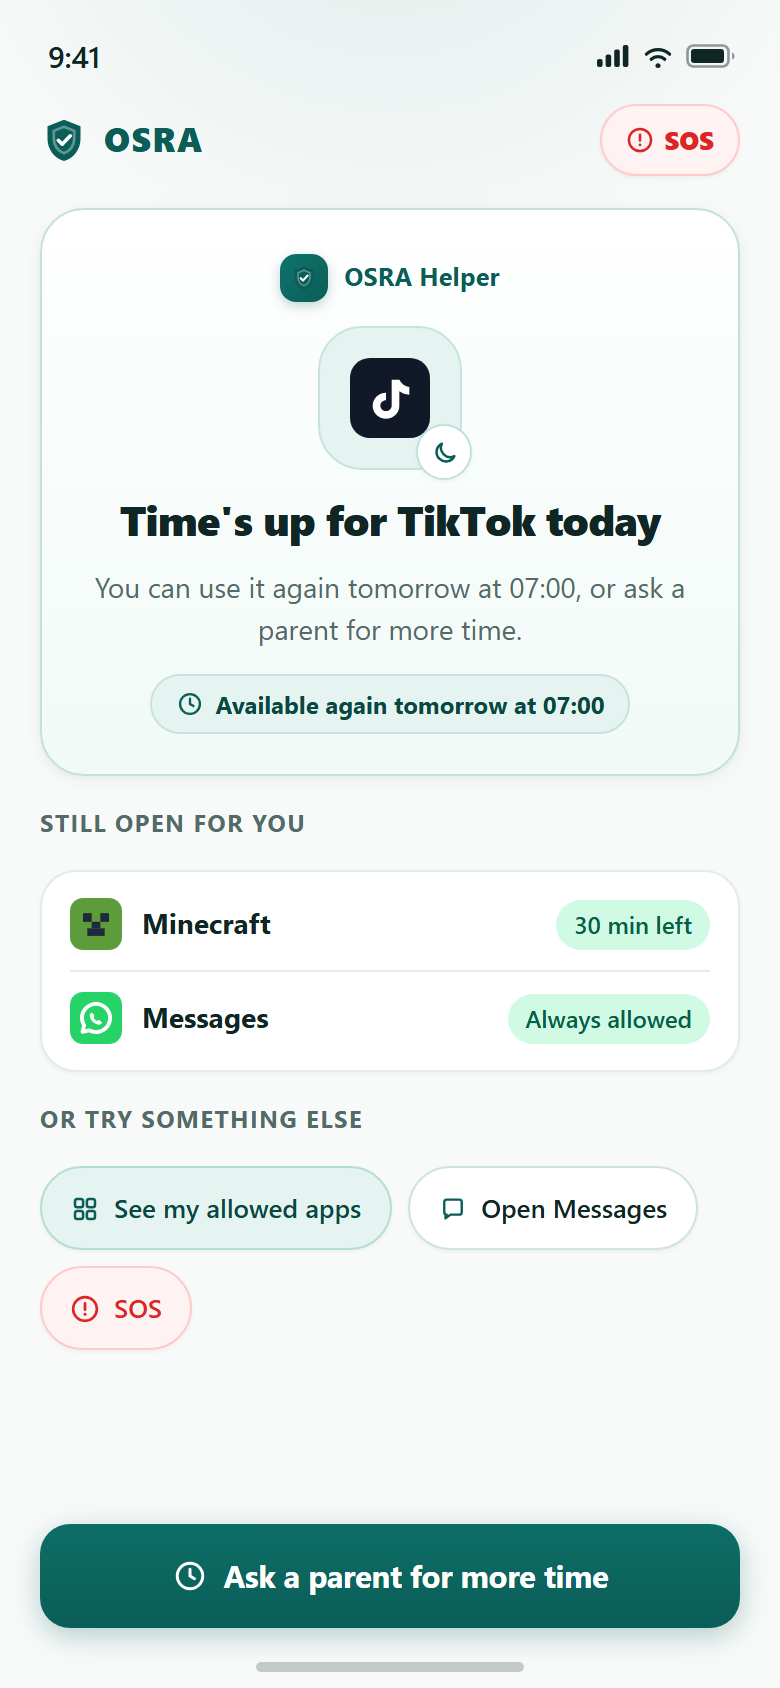 9:41
OSRA
SOS
OSRA Helper
Time's up for TikTok today
You can use it again tomorrow at 07:00, or ask a
parent for more time.
Available again tomorrow at 07:00
STILL OPEN FOR YOU
Minecraft
30 min left
Messages
Always allowed
OR TRY SOMETHING ELSE
See my allowed apps
Open Messages
SOS
Ask a parent for more time